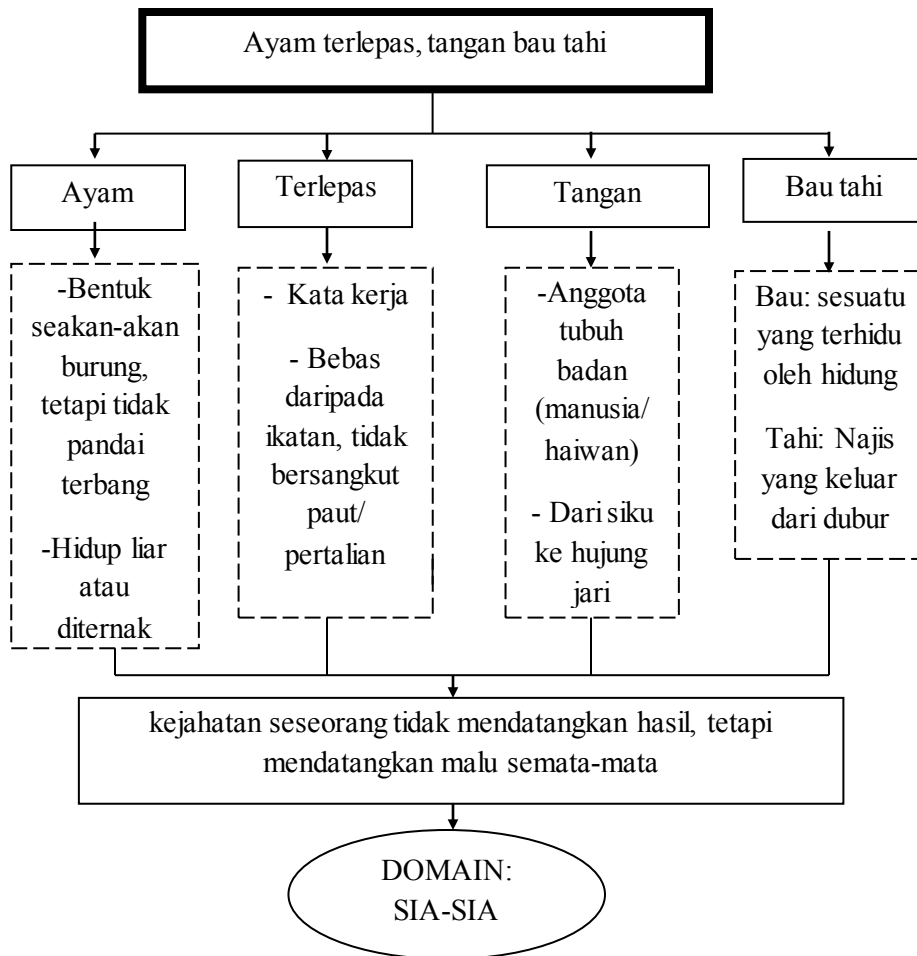 Ayam terlepas, tangan bau tahi
Ayam
Terlepas
Tangan
Bau tahi
-Bentuk
seakan-akan
burung,
tetapi tidak
pandai
terbang
-Hidup liar
atau
diternak
- Kata kerja
- Bebas
daripada
ikatan, tidak
bersangkut
paut/
pertalian
-Anggota
tubuh
badan
(manusia/
haiwan)
- Dari siku
ke hujung
jari
Bau: sesuatu
yang terhidu
oleh hidung
Tahi: Najis
yang keluar
dari dubur
kejahatan seseorang tidak mendatangkan hasil, tetapi
mendatangkan malu semata-mata
DOMAIN:
SIA-SIA